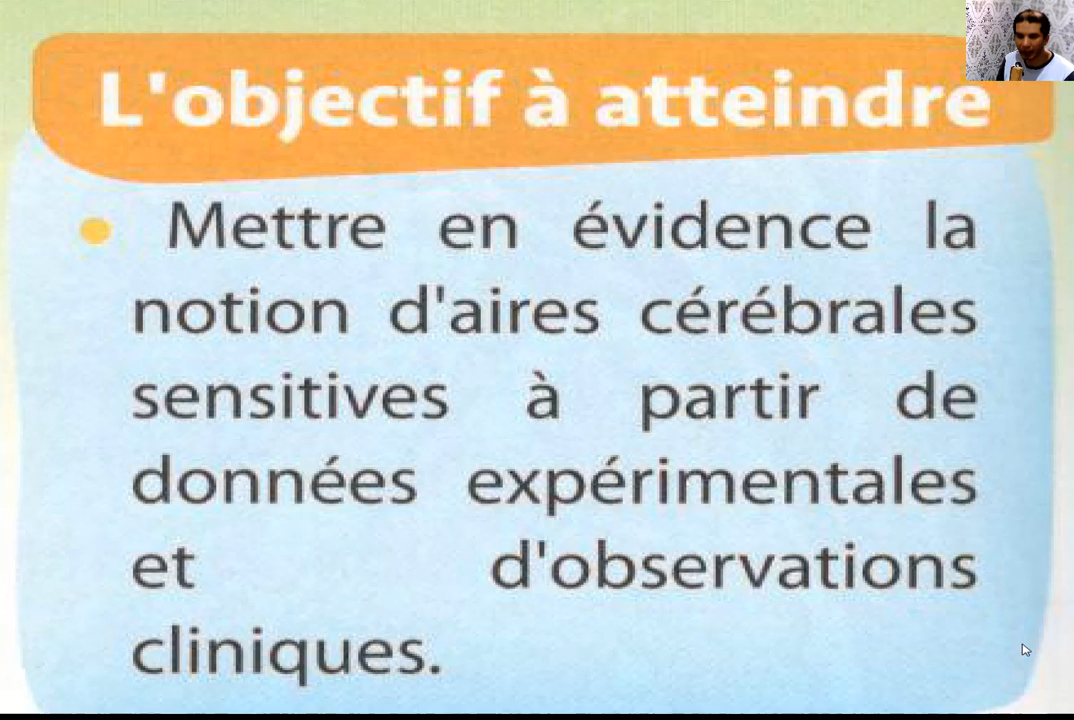 L'objectif à atteindre
• Mettre en évidence la
notion d'aires cérébrales
sensitives à partir de
données expérimentales
et d'observations
cliniques.